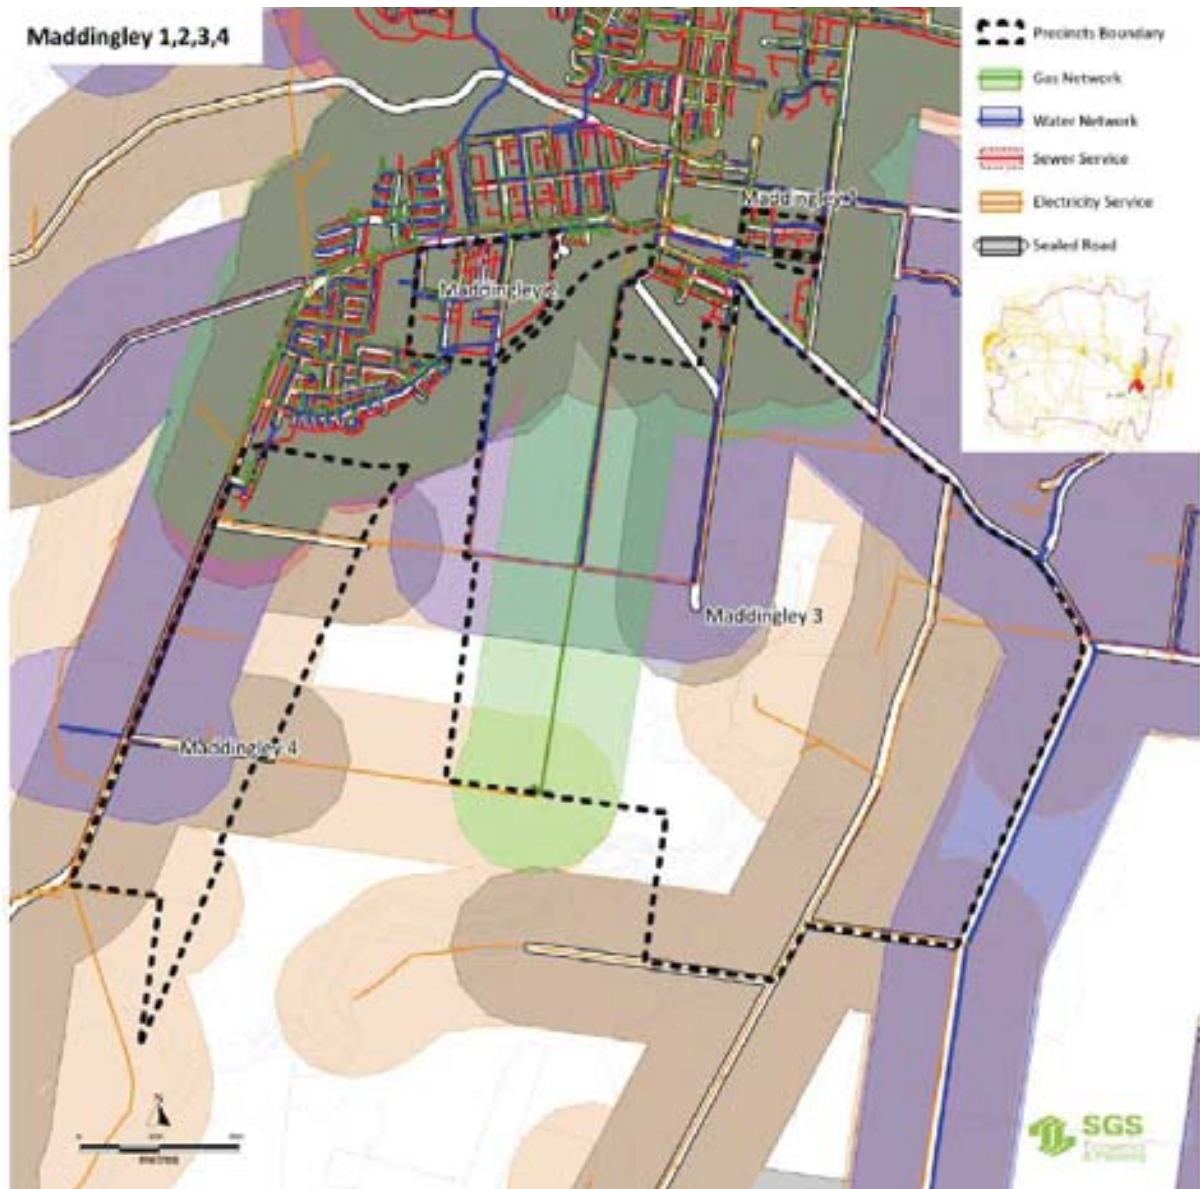 Maddingley 1,2,3,4
Precincts Boundary
Gas Network
Water Network
Sewer Service
Electricity Service
Sealed Road
Maddingley 1
Maddingley 2
Maddingley 3
Maddingley 4
N
SGS